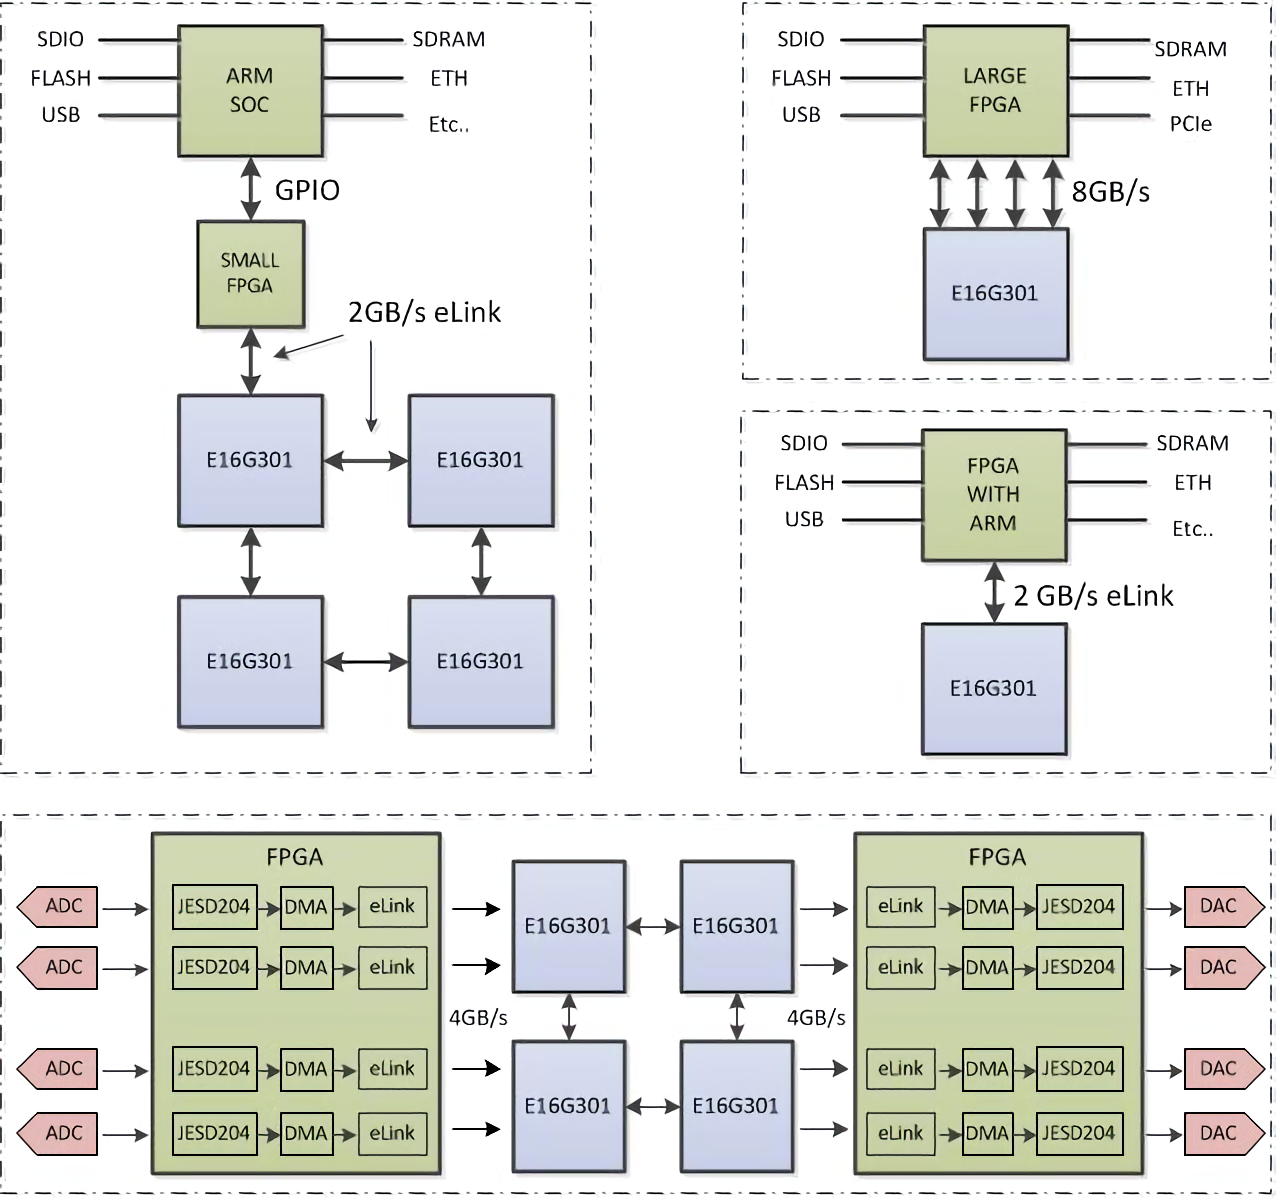 SDIO
FLASH
USB
ARM
SOC
SDRAM
ETH
Etc..
GPIO
SMALL
FPGA
2GB/s eLink
E16G301
E16G301
E16G301
E16G301
SDIO
FLASH
USB
LARGE
FPGA
SDRAM
ETH
PCIe
8GB/s
E16G301
SDIO
FLASH
USB
FPGA
WITH
ARM
SDRAM
ETH
Etc..
2 GB/s eLink
E16G301
FPGA
FPGA
ADC JESD204 DMA eLink
E16G301 E16G301
eLink DMA JESD204 DAC
ADC JESD204 DMA eLink
eLink DMA JESD204 DAC
4GB/s
4GB/s
ADC JESD204 DMA eLink
E16G301 E16G301
eLink DMA JESD204 DAC
ADC JESD204 DMA eLink
eLink DMA JESD204 DAC